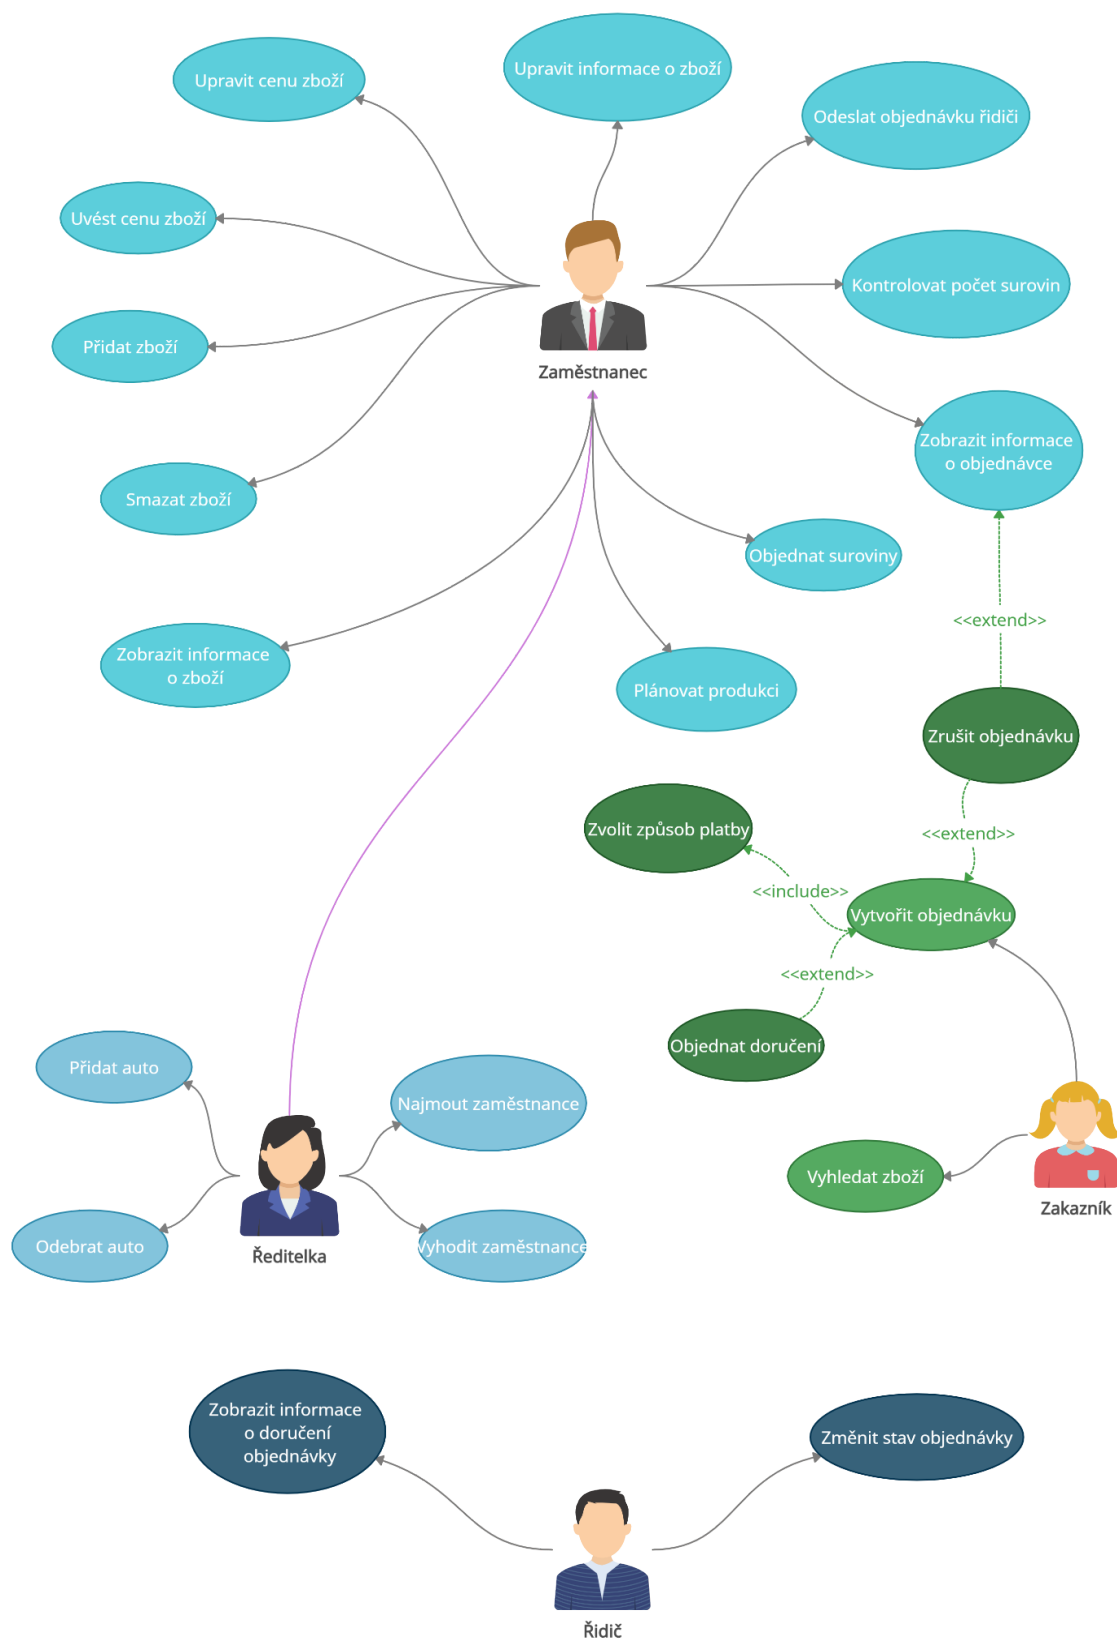 Upravit informace o zboží
Upravit cenu zboží
Odeslat objednávku řidiči
Uvést cenu zboží
Kontrolovat počet surovin
Přidat zboží
Zaměstnanec
Zobrazit informace
o objednávce
Smazat zboží
Objednat suroviny
<<extend>>
Zobrazit informace
o zboží
Plánovat produkci
Zrušit objednávku
Zvolit způsob platby
<<extend>>
<<include>>
Vytvořit objednávku
<<extend>>
Objednat doručení
Přidat auto
Najmout zaměstnance
Vyhledat zboží
Zakazník
Odebrat auto
Vyhodit zaměstnance
Ředitelka
Zobrazit informace
o doručení
objednávky
Změnit stav objednávky
Řidič